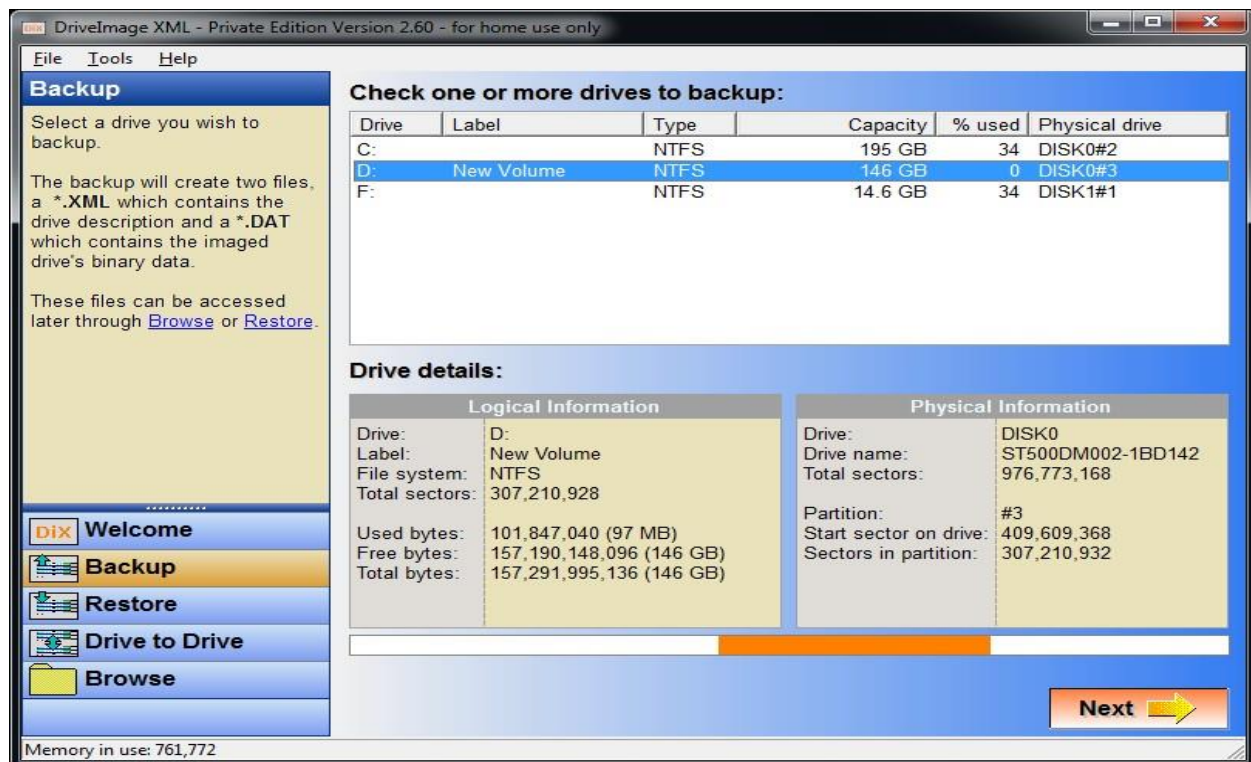 DriveImage XML - Private Edition Version 2.60 - for home use only
File Tools Help
Backup
Select a drive you wish to
backup.
The backup will create two files,
a *.XML which contains the
drive description and a *.DAT
which contains the imaged
drive's binary data.
These files can be accessed
later through Browse or Restore.
DiX Welcome
Backup
Restore
Drive to Drive
Browse
Check one or more drives to backup:
Drive Label Type Capacity % used Physical drive
C: NTFS 195 GB 34 DISK0#2
D: New Volume NTFS 146 GB 0 DISK0#3
F: NTFS 14.6 GB 34 DISK1#1
Drive details:
Logical Information
Drive: D:
Label: New Volume
File system: NTFS
Total sectors: 307,210,928
Used bytes: 101,847,040 (97 MB)
Free bytes: 157,190,148,096 (146 GB)
Total bytes: 157,291,995,136 (146 GB)
Physical Information
Drive: DISK0
Drive name: ST500DM002-1BD142
Total sectors: 976,773,168
Partition: #3
Start sector on drive: 409,609,368
Sectors in partition: 307,210,932
Next
Memory in use: 761,772